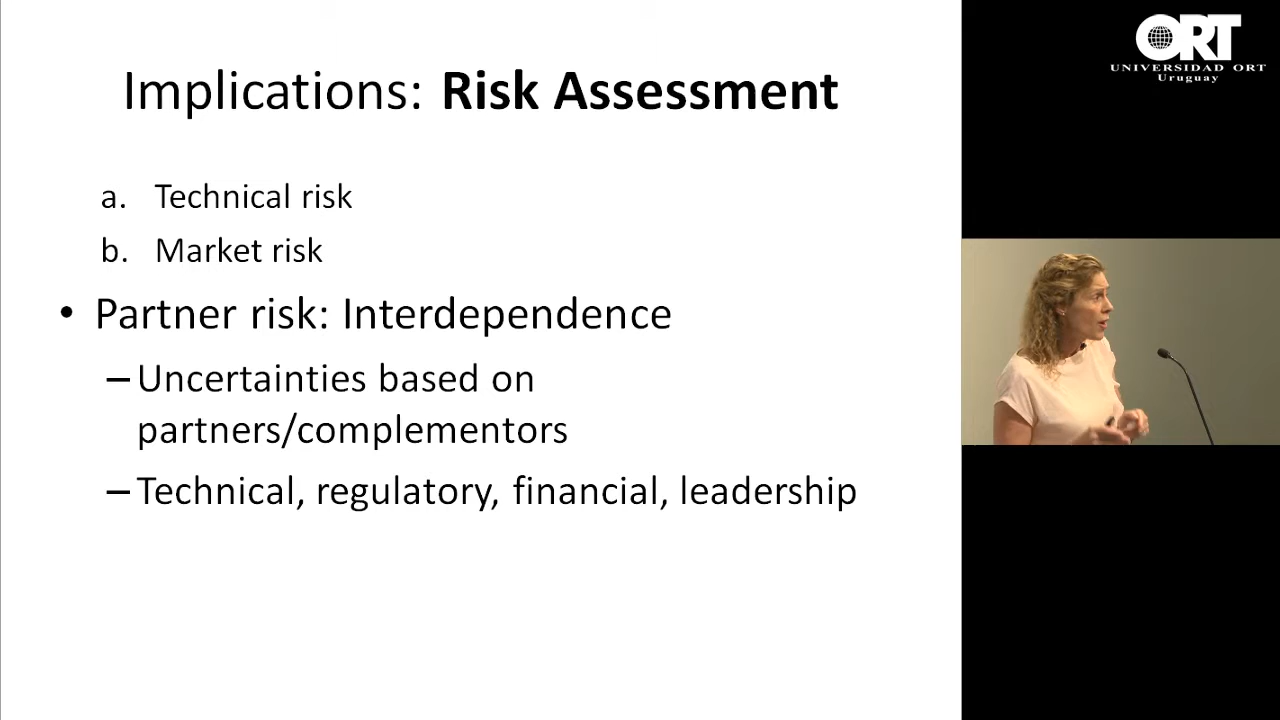 Implications: Risk Assessment
a. Technical risk
b. Market risk
• Partner risk: Interdependence
–Uncertainties based on
partners/complementors
–Technical, regulatory, financial, leadership
ORT
UNIVERSIDAD ORT
Uruguay